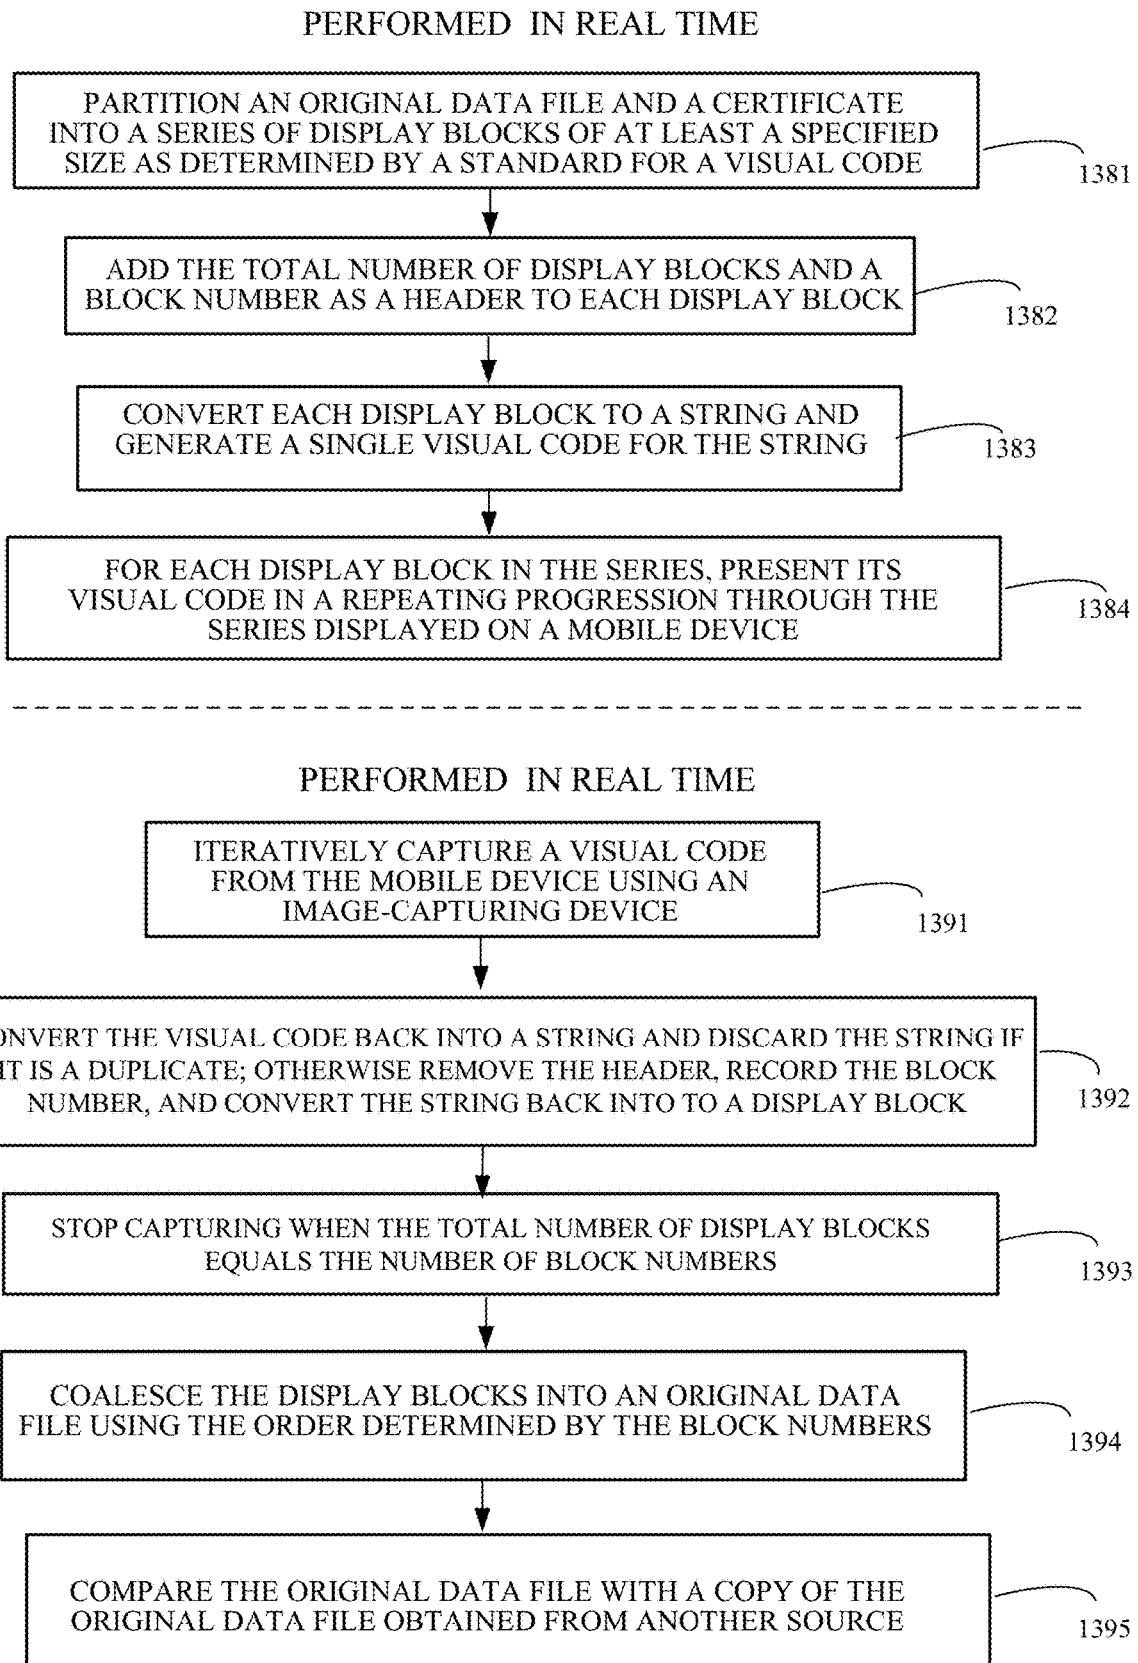 PERFORMED IN REAL TIME
PARTITION AN ORIGINAL DATA FILE AND A CERTIFICATE
INTO A SERIES OF DISPLAY BLOCKS OF AT LEAST A SPECIFIED
SIZE AS DETERMINED BY A STANDARD FOR A VISUAL CODE
1381
ADD THE TOTAL NUMBER OF DISPLAY BLOCKS AND A
BLOCK NUMBER AS A HEADER TO EACH DISPLAY BLOCK
1382
CONVERT EACH DISPLAY BLOCK TO A STRING AND
GENERATE A SINGLE VISUAL CODE FOR THE STRING
1383
FOR EACH DISPLAY BLOCK IN THE SERIES, PRESENT ITS
VISUAL CODE IN A REPEATING PROGRESSION THROUGH THE
SERIES DISPLAYED ON A MOBILE DEVICE
1384
PERFORMED IN REAL TIME
ITERATIVELY CAPTURE A VISUAL CODE
FROM THE MOBILE DEVICE USING AN
IMAGE-CAPTURING DEVICE
1391
ONVERT THE VISUAL CODE BACK INTO A STRING AND DISCARD THE STRING IF
IT IS A DUPLICATE; OTHERWISE REMOVE THE HEADER, RECORD THE BLOCK
NUMBER, AND CONVERT THE STRING BACK INTO TO A DISPLAY BLOCK
1392
STOP CAPTURING WHEN THE TOTAL NUMBER OF DISPLAY BLOCKS
EQUALS THE NUMBER OF BLOCK NUMBERS
1393
COALESCE THE DISPLAY BLOCKS INTO AN ORIGINAL DATA
FILE USING THE ORDER DETERMINED BY THE BLOCK NUMBERS
1394
COMPARE THE ORIGINAL DATA FILE WITH A COPY OF THE
ORIGINAL DATA FILE OBTAINED FROM ANOTHER SOURCE
1395